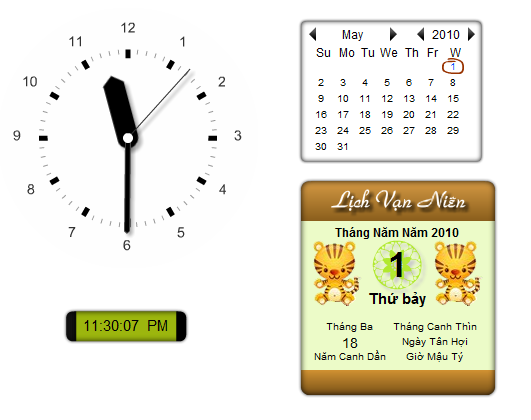 12
11
1
10
2
9
3
8
4
7
5
6
11:30:07 PM
May 2010
Su Mo Tu We Th Fr W
1
2 3 4 5 6 7 8
9 10 11 12 13 14 15
16 17 18 19 20 21 22
23 24 25 26 27 28 29
30 31
Lịch Vạn Niên
Tháng Năm Năm 2010
1
Thứ bảy
Tháng Ba Tháng Canh Thìn
18 Ngày Tân Hợi
Năm Canh Dần Giờ Mậu Tý